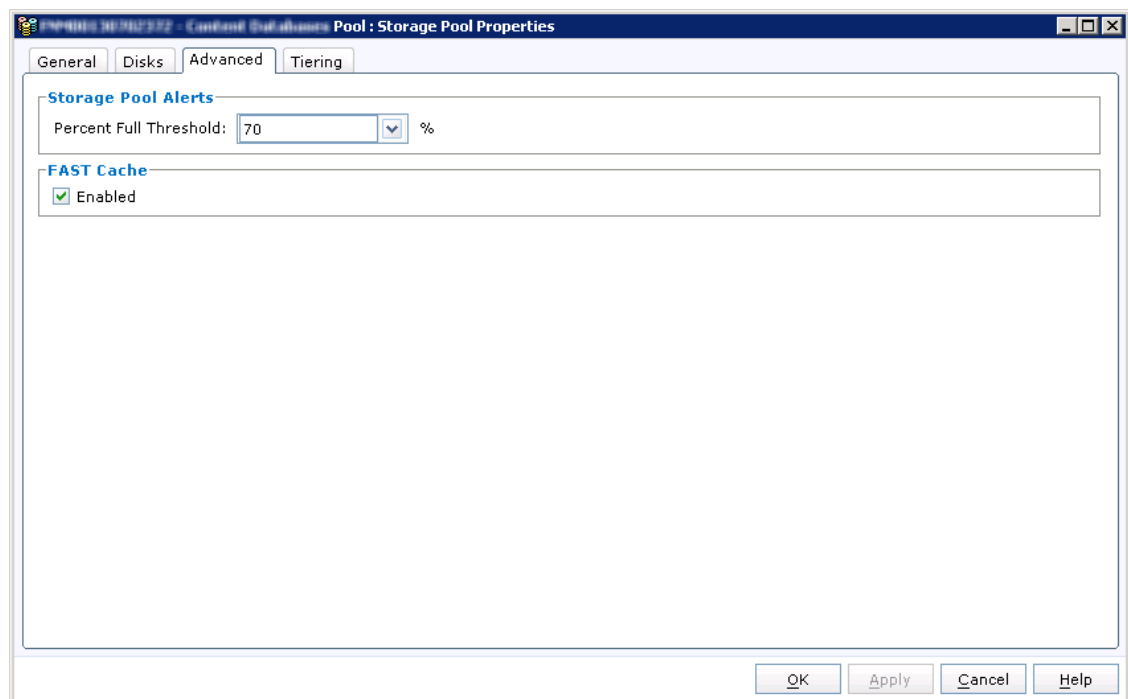 Pool : Storage Pool Properties
General Disks Advanced Tiering
Storage Pool Alerts
Percent Full Threshold: 70 %
FAST Cache
Enabled
OK Apply Cancel Help